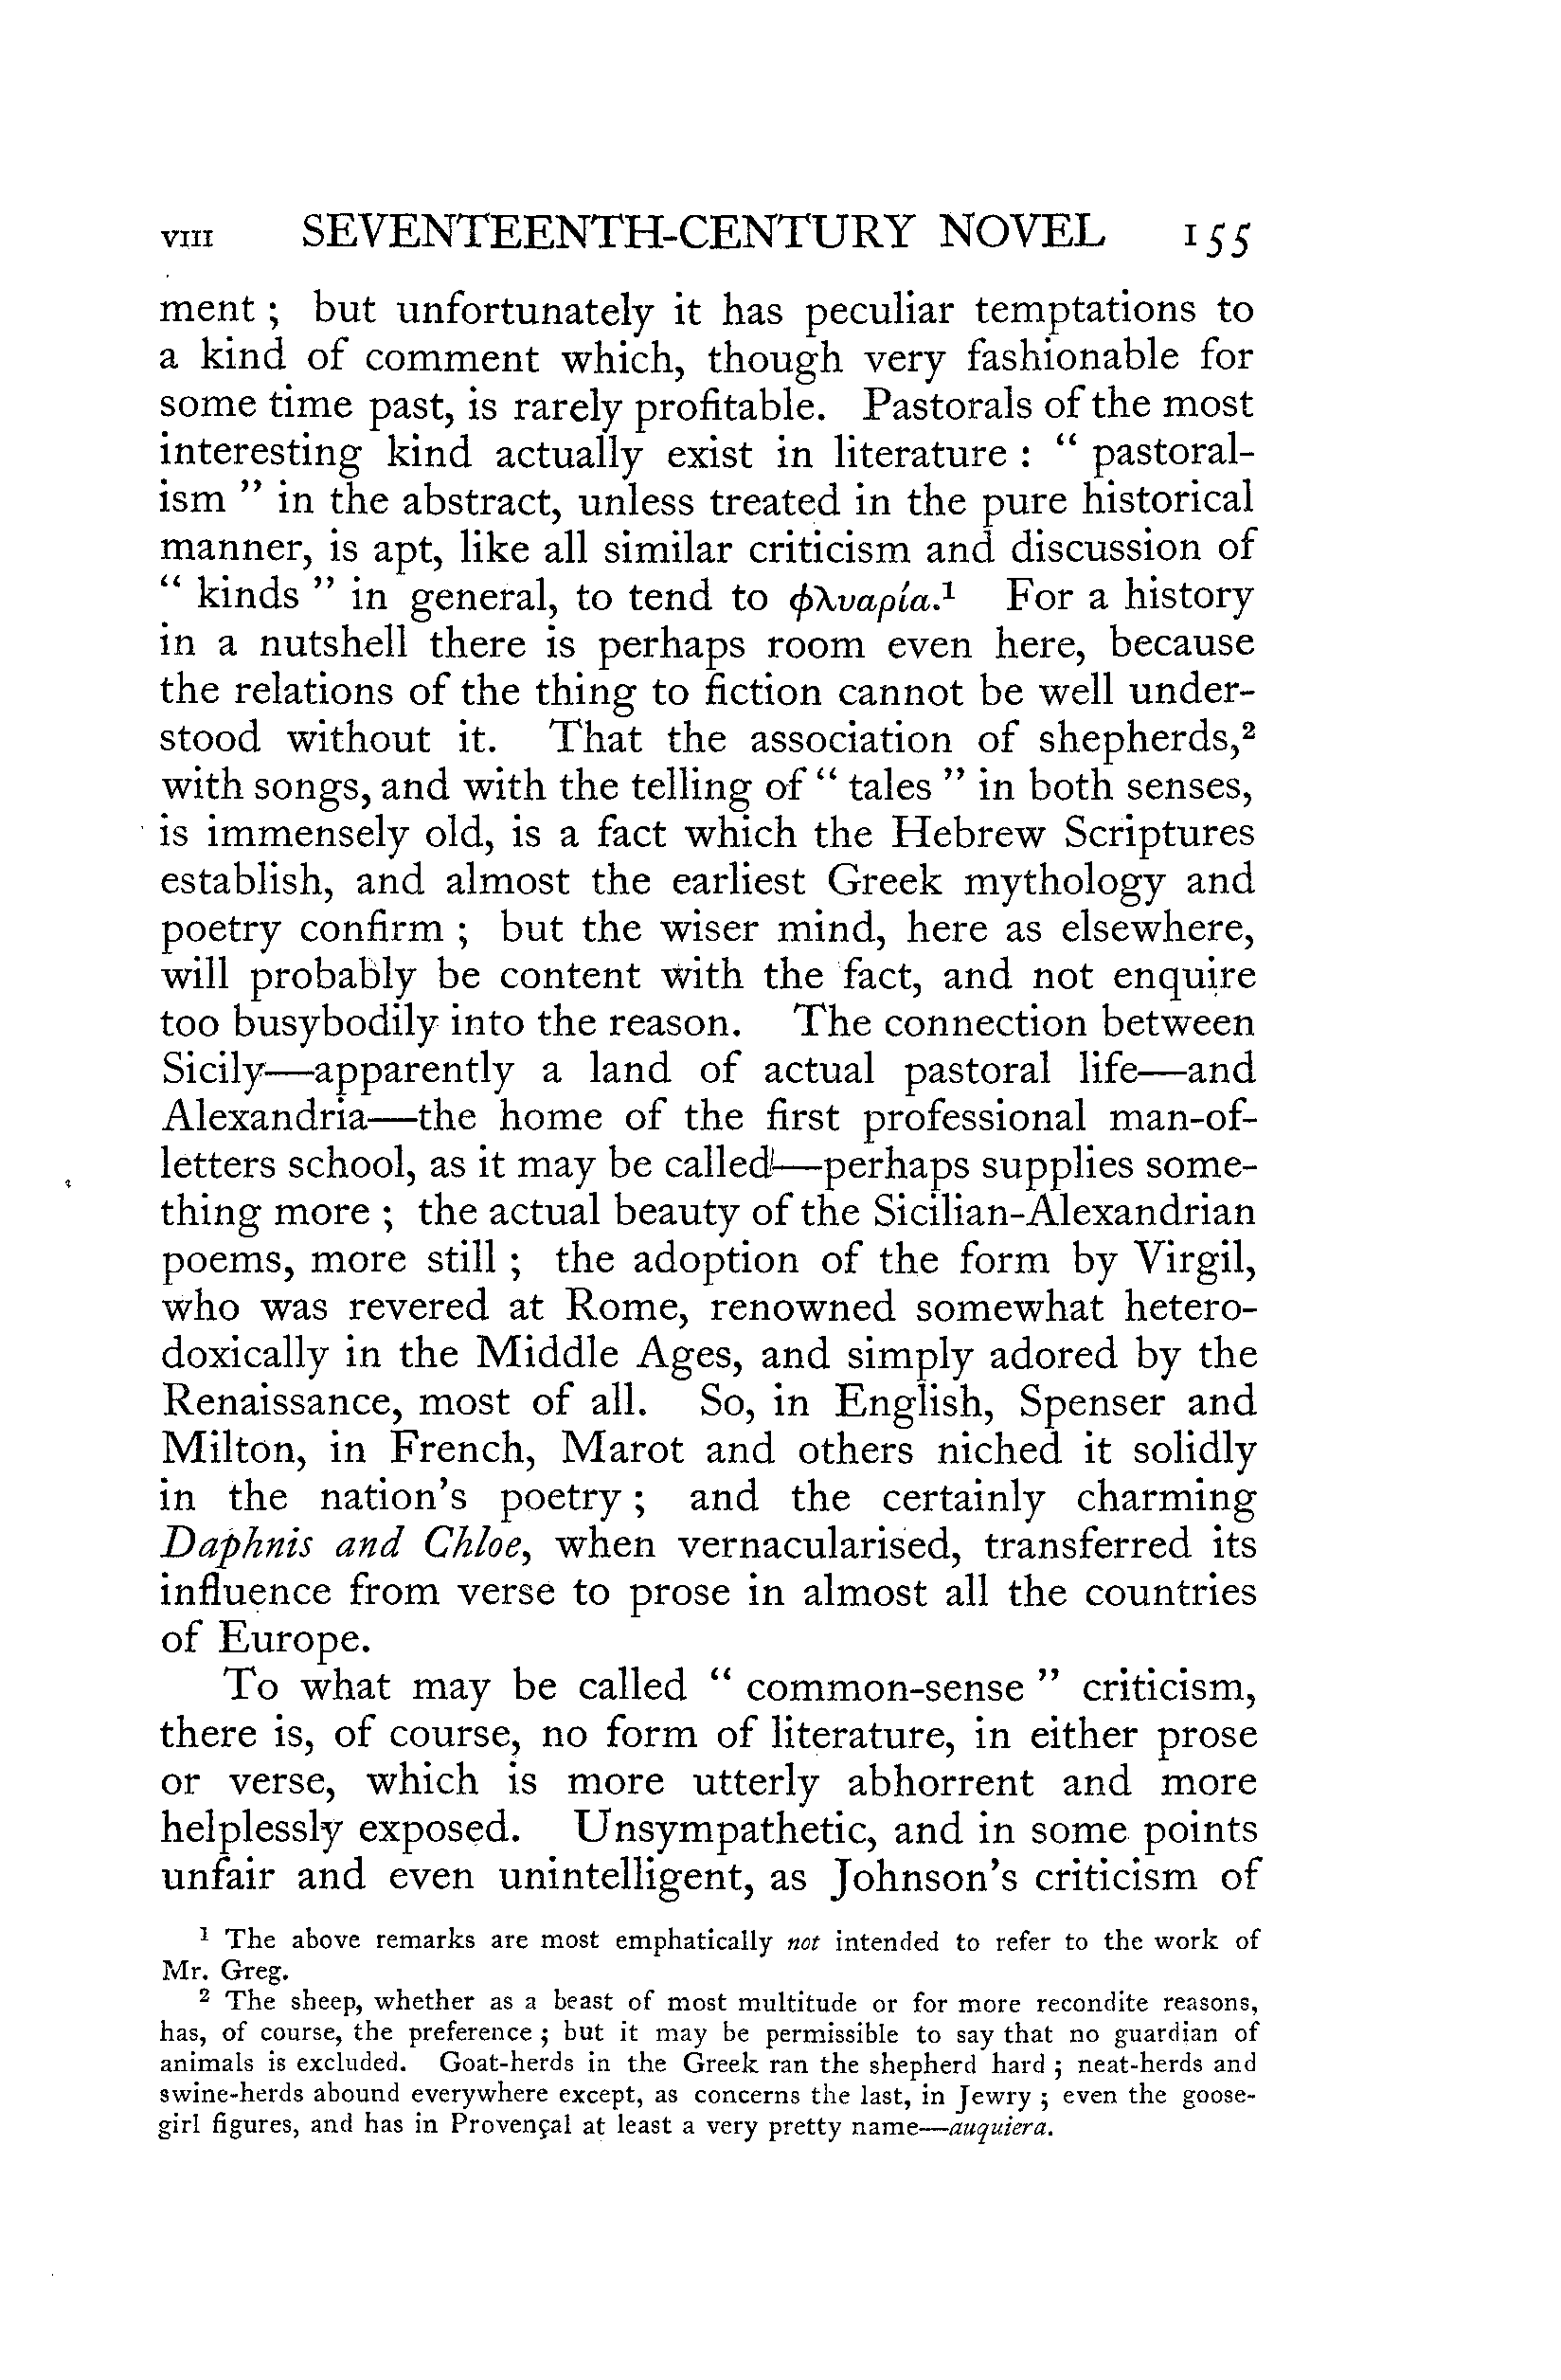 VIII SEVENTEENTH-CENTURY NOVEL 155
ment ; but unfortunately it has peculiar temptations to
a kind of comment which, though very fashionable for
some time past, is rarely profitable. Pastorals of the most
interesting kind actually exist in literature : “ pastoral-
ism ” in the abstract, unless treated in the pure historical
manner, is apt, like all similar criticism and discussion of
“ kinds ” in general, to tend to φλυαρία.¹ For a history
in a nutshell there is perhaps room even here, because
the relations of the thing to fiction cannot be well under-
stood without it. That the association of shepherds,²
with songs, and with the telling of “ tales ” in both senses,
is immensely old, is a fact which the Hebrew Scriptures
establish, and almost the earliest Greek mythology and
poetry confirm ; but the wiser mind, here as elsewhere,
will probably be content with the fact, and not enquire
too busybodily into the reason. The connection between
Sicily—apparently a land of actual pastoral life—and
Alexandria—the home of the first professional man-of-
letters school, as it may be called—perhaps supplies some-
thing more ; the actual beauty of the Sicilian-Alexandrian
poems, more still ; the adoption of the form by Virgil,
who was revered at Rome, renowned somewhat hetero-
doxically in the Middle Ages, and simply adored by the
Renaissance, most of all. So, in English, Spenser and
Milton, in French, Marot and others niched it solidly
in the nation's poetry ; and the certainly charming
Daphnis and Chloe, when vernacularised, transferred its
influence from verse to prose in almost all the countries
of Europe.
To what may be called “ common-sense ” criticism,
there is, of course, no form of literature, in either prose
or verse, which is more utterly abhorrent and more
helplessly exposed. Unsympathetic, and in some points
unfair and even unintelligent, as Johnson's criticism of
¹ The above remarks are most emphatically not intended to refer to the work of
Mr. Greg.
² The sheep, whether as a beast of most multitude or for more recondite reasons,
has, of course, the preference ; but it may be permissible to say that no guardian of
animals is excluded. Goat-herds in the Greek ran the shepherd hard ; neat-herds and
swine-herds abound everywhere except, as concerns the last, in Jewry ; even the goose-
girl figures, and has in Provençal at least a very pretty name—auquiera.